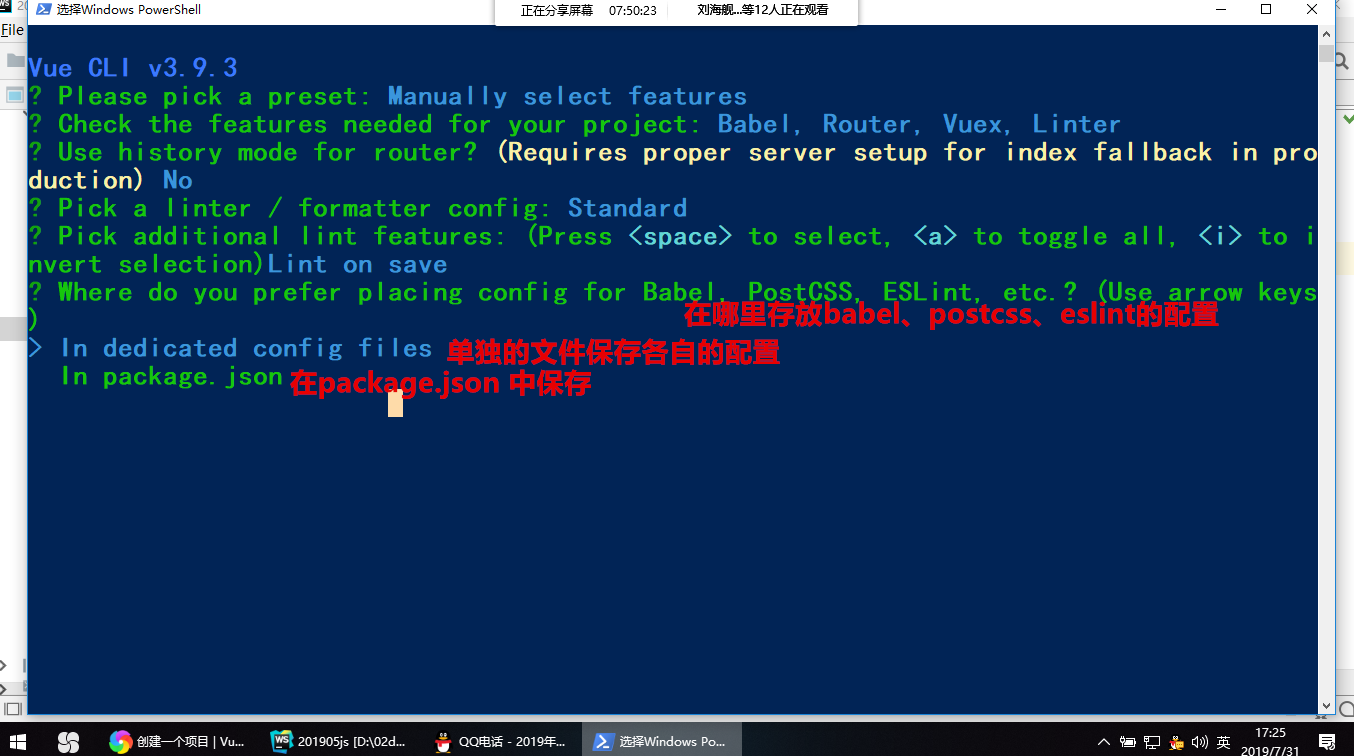 选择Windows PowerShell
正在分享屏幕 07:50:23 刘海舰...等12人正在观看
File
Vue CLI v3.9.3
? Please pick a preset: Manually select features
? Check the features needed for your project: Babel, Router, Vuex, Linter
? Use history mode for router? (Requires proper server setup for index fallback in pro
duction) No
? Pick a linter / formatter config: Standard
? Pick additional lint features: (Press <space> to select, <a> to toggle all, <i> to i
nvert selection)Lint on save
? Where do you prefer placing config for Babel, PostCSS, ESLint, etc.? (Use arrow keys
)
在哪里存放babel、postcss、eslint的配置
> In dedicated config files 单独的文件保存各自的配置
In package.json 在package.json 中保存
创建一个项目 | Vu... 201905js [D:\02d... QQ电话 - 2019年... 选择Windows Po... 英 17:25
2019/7/31